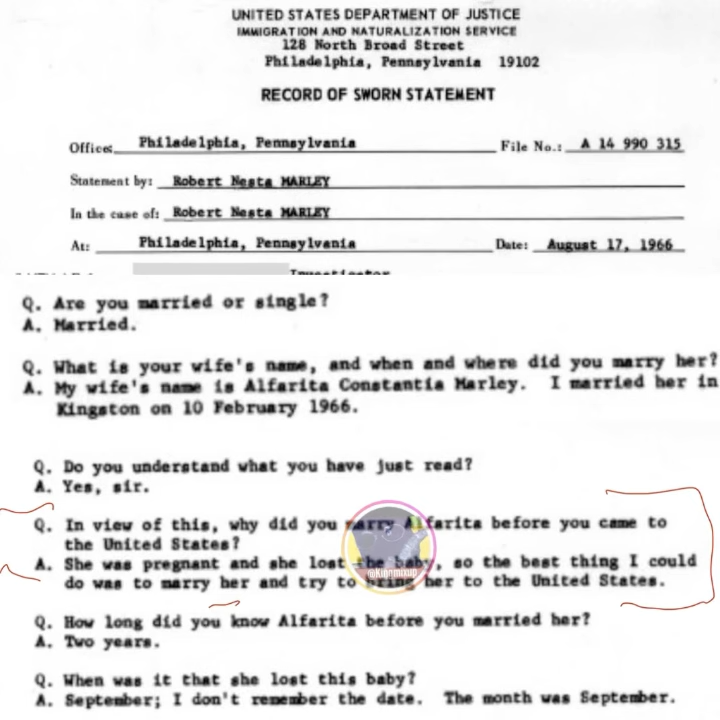 UNITED STATES DEPARTMENT OF JUSTICE
IMMIGRATION AND NATURALIZATION SERVICE
128 North Broad Street
Philadelphia, Pennsylvania 19102
RECORD OF SWORN STATEMENT
Office: Philadelphia, Pennsylvania File No.: A 14 990 315
Statement by: Robert Nesta MARLEY
In the case of: Robert Nesta MARLEY
At: Philadelphia, Pennsylvania Date: August 17, 1966
Investigator
Q. Are you married or single?
A. Married.
Q. What is your wife's name, and when and where did you marry her?
A. My wife's name is Alfarita Constantia Marley. I married her in
Kingston on 10 February 1966.
Q. Do you understand what you have just read?
A. Yes, sir.
Q. In view of this, why did you marry Alfarita before you came to
the United States?
A. She was pregnant and she lost the baby, so the best thing I could
do was to marry her and try to bring her to the United States.
Q. How long did you know Alfarita before you married her?
A. Two years.
Q. When was it that she lost this baby?
A. September; I don't remember the date. The month was September.